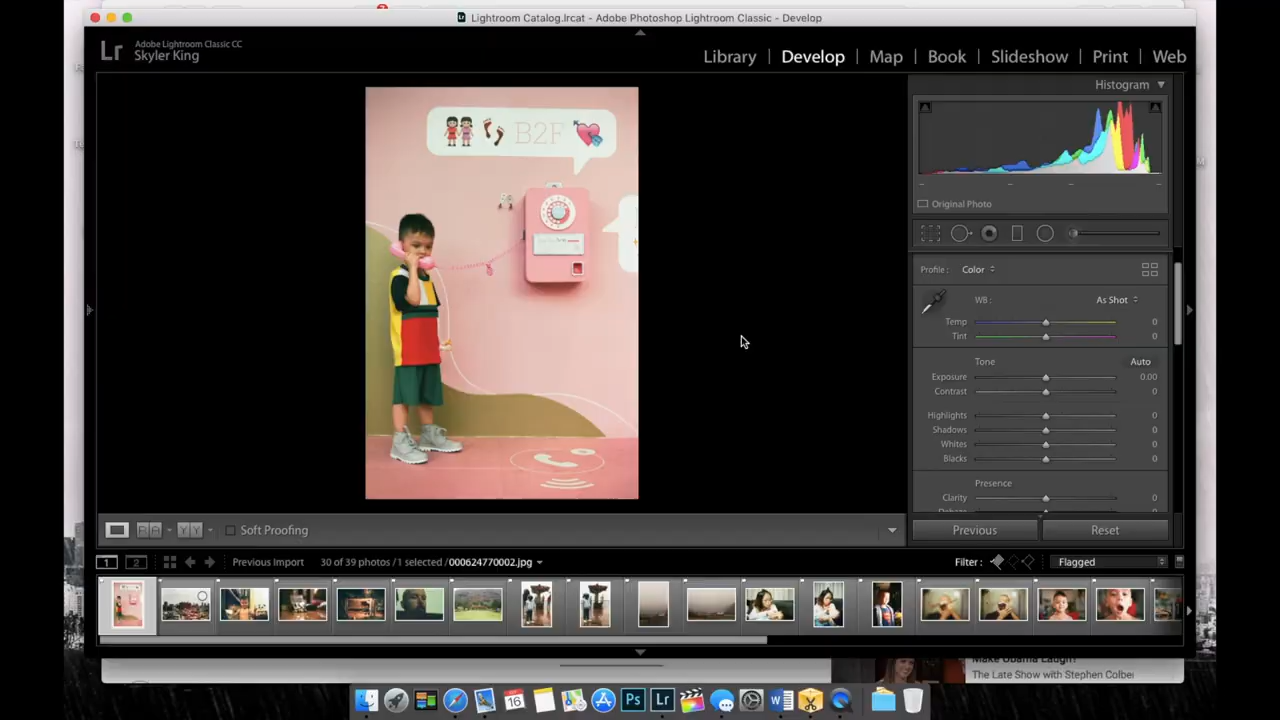 Lightroom Catalog.lrcat - Adobe Photoshop Lightroom Classic - Develop
Lr
Adobe Lightroom Classic CC
Skyler King
Library | Develop | Map | Book | Slideshow | Print | Web
Histogram
B2F
Original Photo
Profile: Color
WB: As Shot
Temp 0
Tint 0
Tone Auto
Exposure 0.00
Contrast 0
Highlights 0
Shadows 0
Whites 0
Blacks 0
Presence
Clarity 0
Soft Proofing
Previous Reset
1 2 Previous Import 30 of 39 photos / 1 selected / 000624770002.jpg Filter: Flagged
The Late Show with Stephen Colber
16 Ps Lr